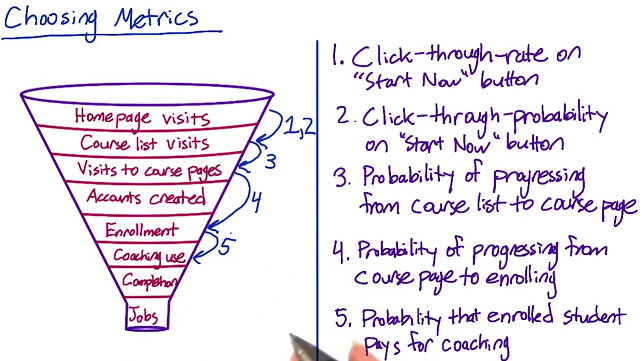 Choosing Metrics
Homepage visits
Course list visits
Visits to course pages
Accounts created
Enrollment
Coaching use
Completion
Jobs
1,2
3
4
5
1. Click-through-rate on
"Start Now" button
2. Click-through-probability
on "Start Now" button
3. Probability of progressing
from course list to course page
4. Probability of progressing from
course page to enrolling
5. Probability that enrolled student
pays for coaching